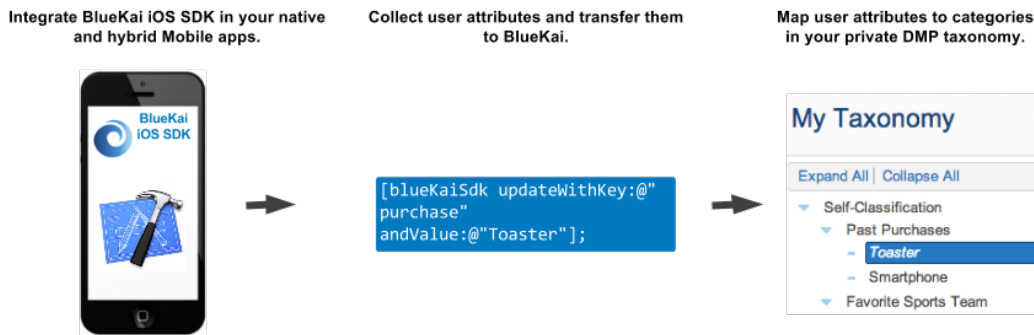 Integrate BlueKai iOS SDK in your native
and hybrid Mobile apps.
Collect user attributes and transfer them
to BlueKai.
Map user attributes to categories
in your private DMP taxonomy.
BlueKai
iOS SDK
[blueKaiSdk updateWithKey:@"
purchase"
andValue:@"Toaster"];
My Taxonomy
Expand All | Collapse All
Self-Classification
Past Purchases
Toaster
Smartphone
Favorite Sports Team